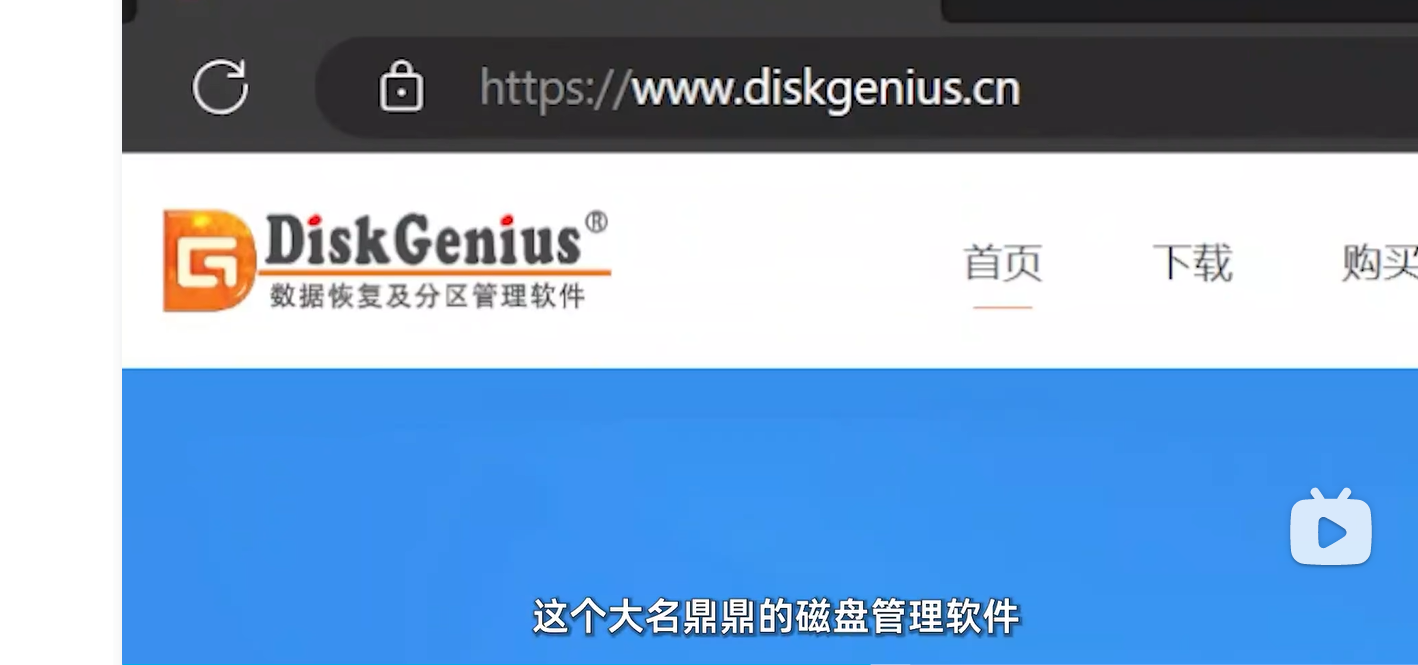 https://www.diskgenius.cn
DiskGenius®
数据恢复及分区管理软件
首页 下载 购买
这个大名鼎鼎的磁盘管理软件